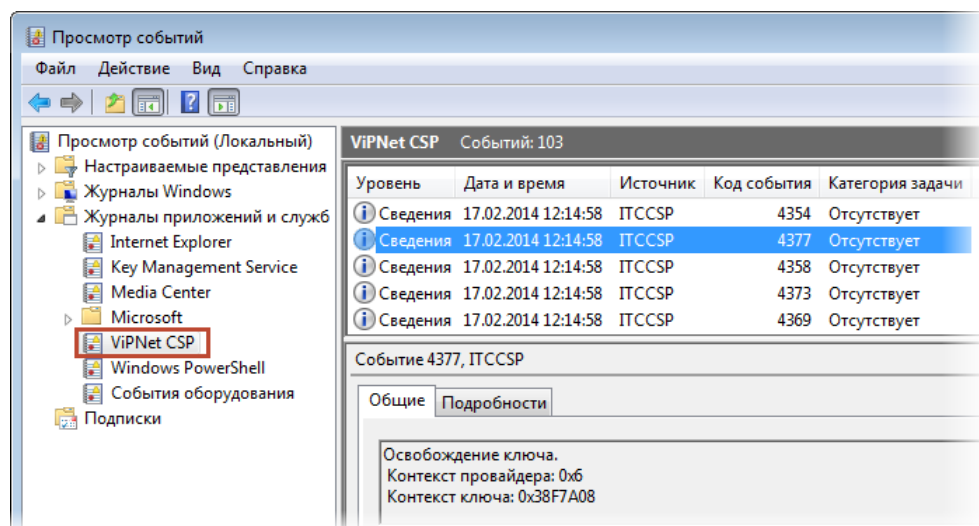 Просмотр событий
Файл Действие Вид Справка
Просмотр событий (Локальный)
Настраиваемые представления
Журналы Windows
Журналы приложений и служб
Internet Explorer
Key Management Service
Media Center
Microsoft
ViPNet CSP
Windows PowerShell
События оборудования
Подписки
ViPNet CSP Событий: 103
Уровень Дата и время Источник Код события Категория задачи
Сведения 17.02.2014 12:14:58 ITCCSP 4354 Отсутствует
Сведения 17.02.2014 12:14:58 ITCCSP 4377 Отсутствует
Сведения 17.02.2014 12:14:58 ITCCSP 4358 Отсутствует
Сведения 17.02.2014 12:14:58 ITCCSP 4373 Отсутствует
Сведения 17.02.2014 12:14:58 ITCCSP 4369 Отсутствует
Событие 4377, ITCCSP
Общие Подробности
Освобождение ключа.
Контекст провайдера: 0x6
Контекст ключа: 0x38F7A08